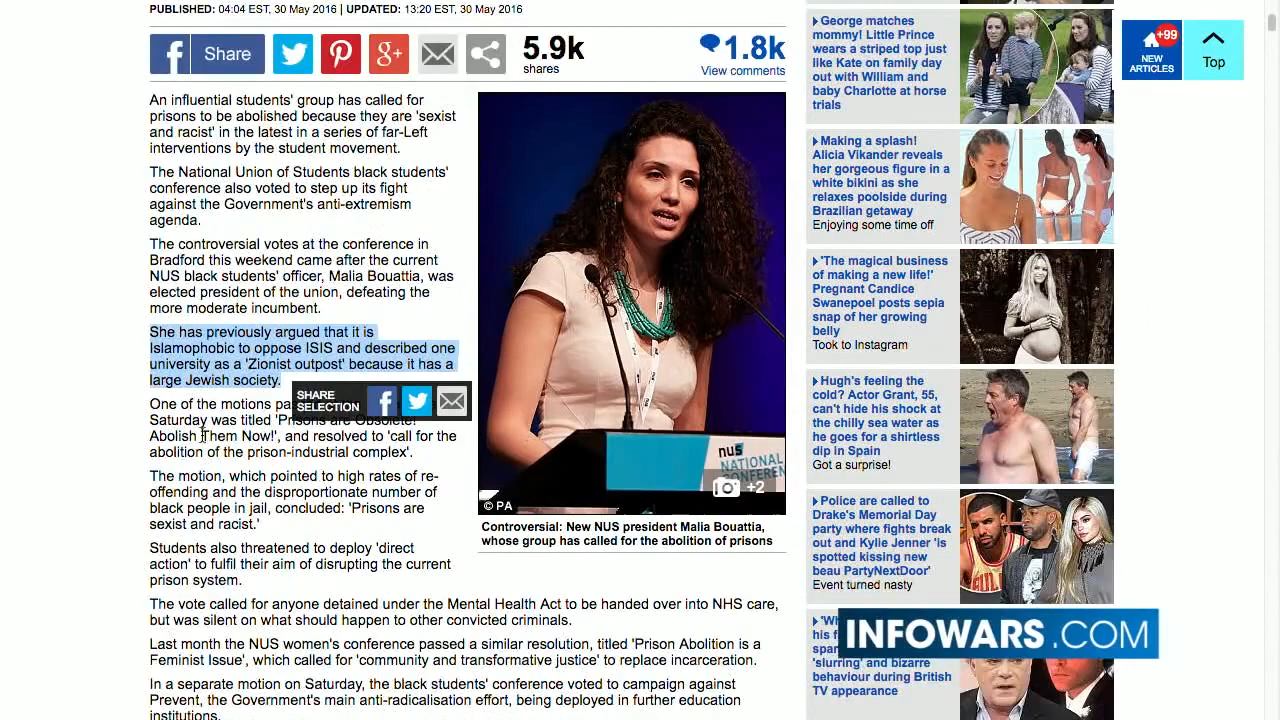 PUBLISHED: 04:04 EST, 30 May 2016 | UPDATED: 13:20 EST, 30 May 2016
Share
5.9k
shares
1.8k
View comments
An influential students' group has called for
prisons to be abolished because they are 'sexist
and racist' in the latest in a series of far-Left
interventions by the student movement.
The National Union of Students black students'
conference also voted to step up its fight
against the Government's anti-extremism
agenda.
The controversial votes at the conference in
Bradford this weekend came after the current
NUS black students' officer, Malia Bouattia, was
elected president of the union, defeating the
more moderate incumbent.
She has previously argued that it is
Islamophobic to oppose ISIS and described one
university as a 'Zionist outpost' because it has a
large Jewish society.
SHARE
SELECTION
One of the motions pa
Saturday was titled 'Prisons are Obsolete!
Abolish Them Now!', and resolved to 'call for the
abolition of the prison-industrial complex'.
The motion, which pointed to high rates of re-
offending and the disproportionate number of
black people in jail, concluded: 'Prisons are
sexist and racist.'
Students also threatened to deploy 'direct
action' to fulfil their aim of disrupting the current
prison system.
The vote called for anyone detained under the Mental Health Act to be handed over into NHS care,
but was silent on what should happen to other convicted criminals.
Last month the NUS women's conference passed a similar resolution, titled 'Prison Abolition is a
Feminist Issue', which called for 'community and transformative justice' to replace incarceration.
In a separate motion on Saturday, the black students' conference voted to campaign against
Prevent, the Government's main anti-radicalisation effort, being deployed in further education
institutions.
nus
NATIONAL
CONFERENCE
+2
© PA
Controversial: New NUS president Malia Bouattia,
whose group has called for the abolition of prisons
George matches
mommy! Little Prince
wears a striped top just
like Kate on family day
out with William and
baby Charlotte at horse
trials
Making a splash!
Alicia Vikander reveals
her gorgeous figure in a
white bikini as she
relaxes poolside during
Brazilian getaway
Enjoying some time off
'The magical business
of making a new life!'
Pregnant Candice
Swanepoel posts sepia
snap of her growing
belly
Took to Instagram
Hugh's feeling the
cold? Actor Grant, 55,
can't hide his shock at
the chilly sea water as
he goes for a shirtless
dip in Spain
Got a surprise!
Police are called to
Drake's Memorial Day
party where fights break
out and Kylie Jenner 'is
spotted kissing new
beau PartyNextDoor'
Event turned nasty
his f
'slurring' and bizarre
behaviour during British
TV appearance
+99
NEW
ARTICLES
Top
INFOWARS.COM